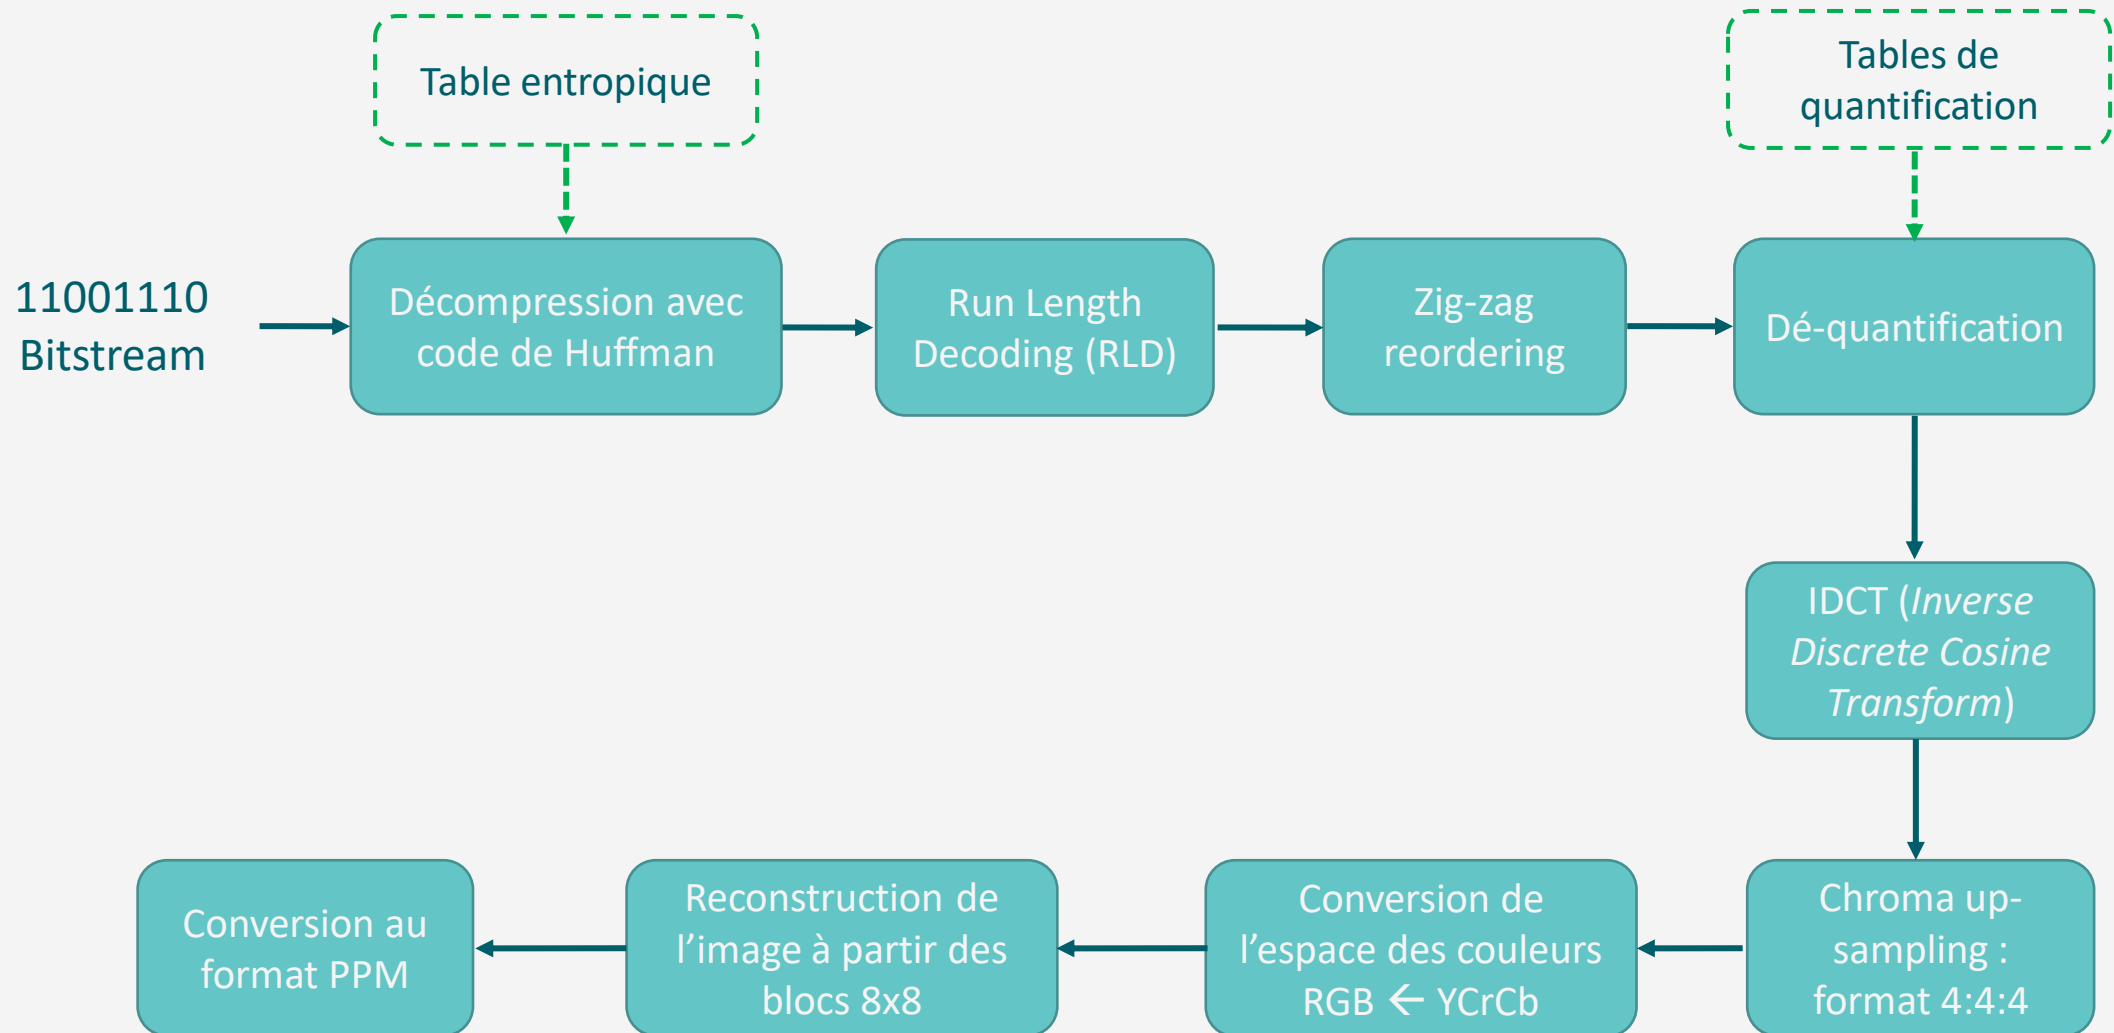 Table entropique
Tables de
quantification
11001110
Bitstream
Décompression avec
code de Huffman
Run Length
Decoding (RLD)
Zig-zag
reordering
Dé-quantification
IDCT (Inverse
Discrete Cosine
Transform)
Chroma up-
sampling :
format 4:4:4
Conversion de
l’espace des couleurs
RGB ← YCrCb
Reconstruction de
l’image à partir des
blocs 8x8
Conversion au
format PPM